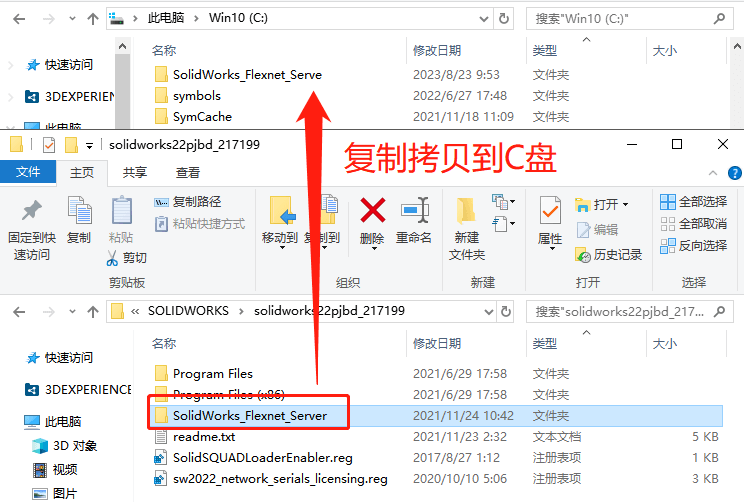 此电脑 › Win10 (C:)
搜索"Win10 (C:)"
名称 修改日期 类型 大小
快速访问
3DEXPERIEN
此电脑
SolidWorks_Flexnet_Serve 2023/8/23 9:53 文件夹
symbols 2022/6/27 17:48 文件夹
SymCache 2021/11/18 11:09 文件夹
solidworks22pjbd_217199
复制拷贝到C盘
文件 主页 共享 查看
固定到快速访问
复制
粘贴
复制路径
粘贴快捷方式
剪切
剪贴板
移动到
复制到
删除
重命名
组织
新建
文件夹
新建
属性
打开
编辑
历史记录
打开
全部选择
全部取消
反向选择
选择
« SOLIDWORKS › solidworks22pjbd_217199
搜索"solidworks22pjbd_217...
名称 修改日期 类型 大小
快速访问
3DEXPERIENCE
此电脑
3D 对象
视频
图片
Program Files 2021/6/29 17:58 文件夹
Program Files (x86) 2021/6/29 17:58 文件夹
SolidWorks_Flexnet_Server 2021/11/24 10:42 文件夹
readme.txt 2021/11/23 2:32 文本文档 5 KB
SolidSQUADLoaderEnabler.reg 2017/8/27 1:12 注册表项 3 KB
sw2022_network_serials_licensing.reg 2020/10/10 5:06 注册表项 3 KB